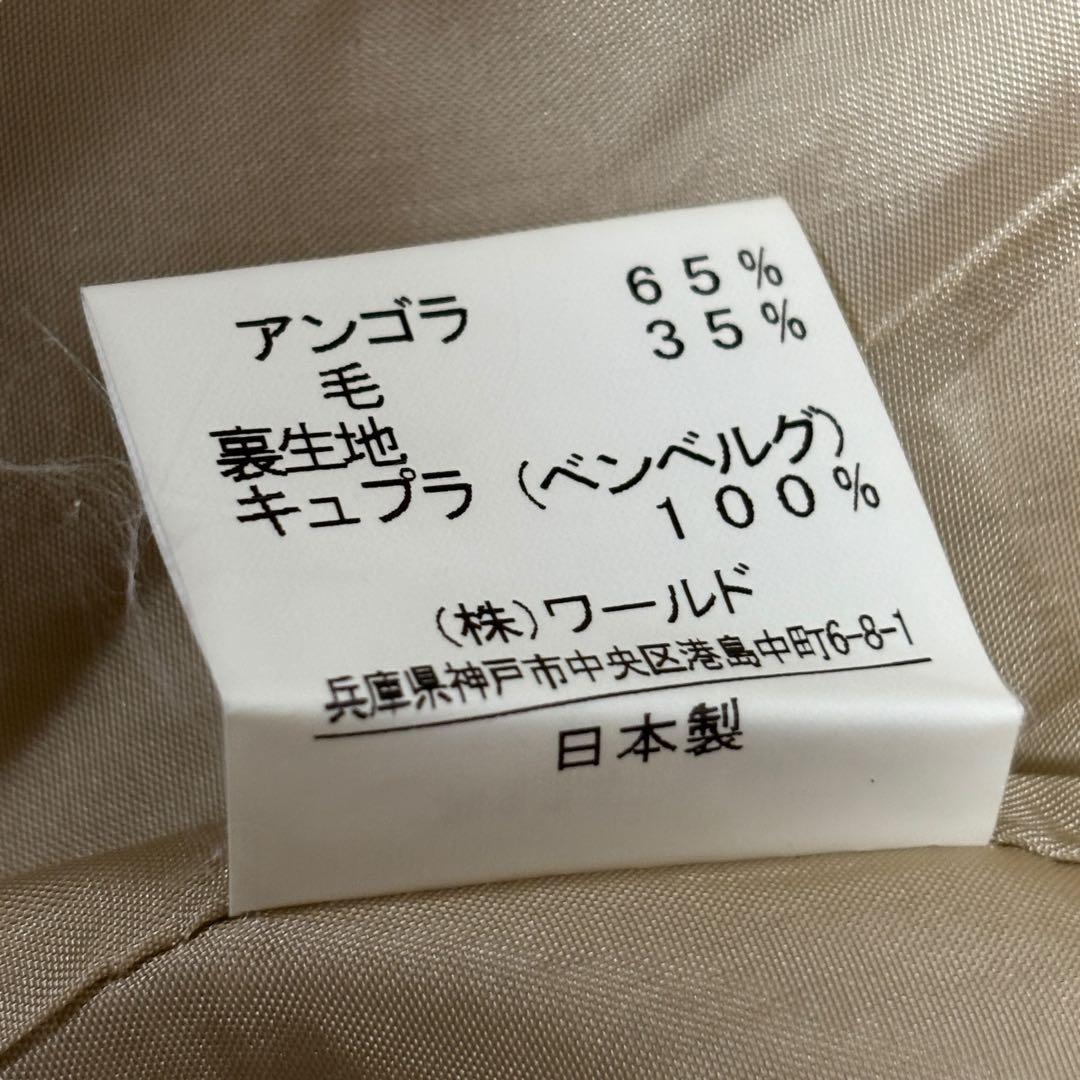 アンゴラ ６５%
毛 ３５%
裏生地
キュプラ（ベンベルグ）
１００%
（株）ワールド
兵庫県神戸市中央区港島中町6-8-1
日本製